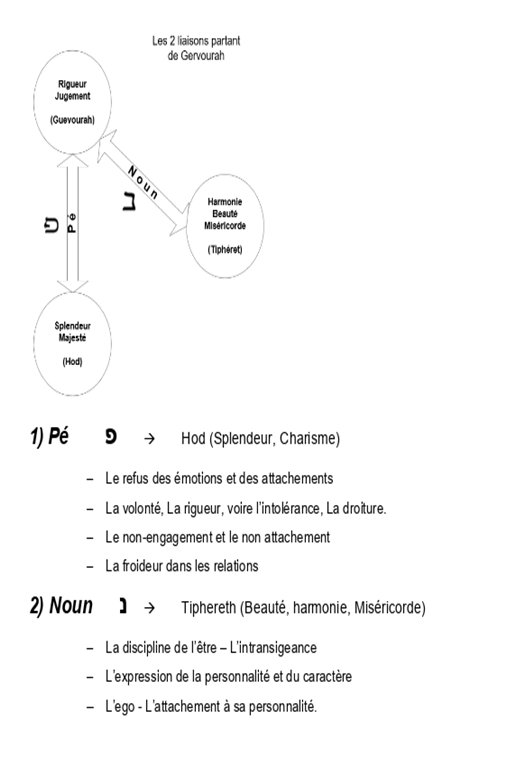 Les 2 liaisons partant
de Gervourah
Rigueur
Jugement
(Guevourah)
Noun
נ
Harmonie
Beauté
Miséricorde
(Tiphéret)
פ
Pé
Splendeur
Majesté
(Hod)
1) Pé פ → Hod (Splendeur, Charisme)
– Le refus des émotions et des attachements
– La volonté, La rigueur, voire l’intolérance, La droiture.
– Le non-engagement et le non attachement
– La froideur dans les relations
2) Noun נ → Tiphereth (Beauté, harmonie, Miséricorde)
– La discipline de l’être – L’intransigeance
– L’expression de la personnalité et du caractère
– L’ego - L’attachement à sa personnalité.